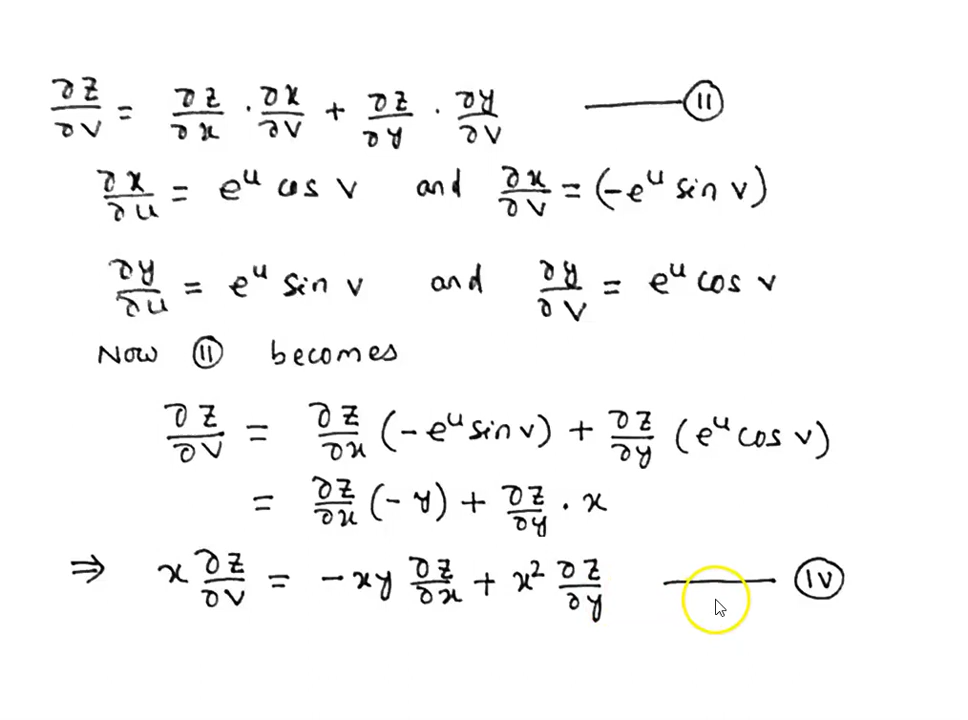 ∂z/∂v = ∂z/∂x · ∂x/∂v + ∂z/∂y · ∂y/∂v —— (II)
∂x/∂u = e^u cos v and ∂x/∂v = (-e^u sin v)
∂y/∂u = e^u sin v and ∂y/∂v = e^u cos v
Now (II) becomes
∂z/∂v = ∂z/∂x (-e^u sin v) + ∂z/∂y (e^u cos v)
= ∂z/∂x (-y) + ∂z/∂y · x
⇒ x ∂z/∂v = -xy ∂z/∂x + x² ∂z/∂y —— (IV)